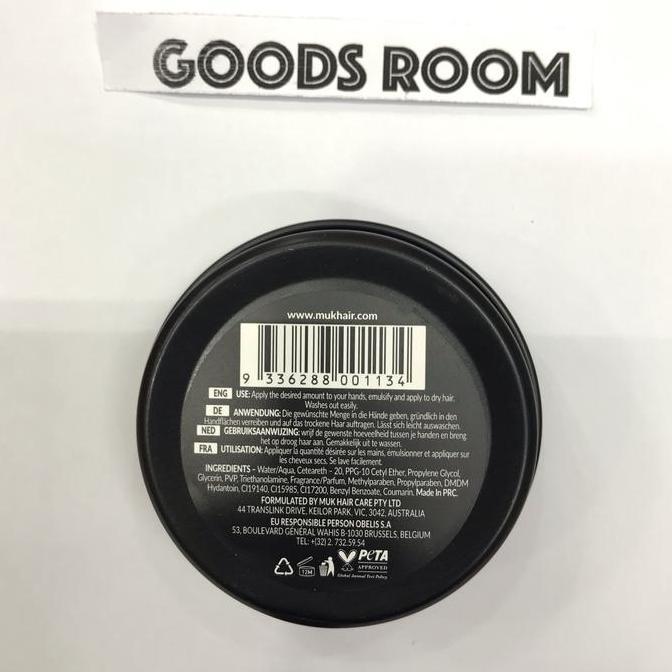 GOODS ROOM
www.mukhair.com
9 336288 001134
ENG USE: Apply the desired amount to your hands, emulsify and apply to dry hair.
Washes out easily.
DE ANWENDUNG: Die gewünschte Menge in die Hände geben, gründlich in den
Handflächen verreiben und auf das trockene Haar auftragen. Lässt sich leicht auswaschen.
NED GEBRUIKSAANWIJZING: wrijf de gewenste hoeveelheid tussen je handen en breng
het op droog haar aan. Gemakkelijk uit te wassen.
FRA UTILISATION: Appliquer la quantité désirée sur les mains, émulsionner et appliquer sur
les cheveux secs. Se lave facilement.
INGREDIENTS – Water/Aqua, Ceteareth – 20, PPG-10 Cetyl Ether, Propylene Glycol,
Glycerin, PVP, Triethanolamine, Fragrance/Parfum, Methylparaben, Propylparaben, DMDM
Hydantoin, CI19140, CI15985, CI17200, Benzyl Benzoate, Coumarin. Made In PRC.
FORMULATED BY MUK HAIR CARE PTY LTD
44 TRANSLINK DRIVE, KEILOR PARK, VIC, 3042, AUSTRALIA
EU RESPONSIBLE PERSON OBELIS S.A
53, BOULEVARD GÉNÉRAL WAHIS B-1030 BRUSSELS, BELGIUM
TEL: +(32) 2. 732.59.54
12M
PETA
APPROVED
Global Animal Test Policy